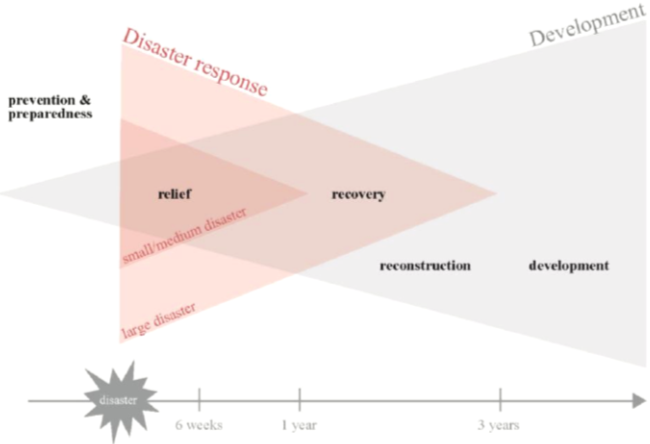 Development
Disaster response
prevention &
preparedness
relief
recovery
small/medium disaster
reconstruction
development
large disaster
disaster
6 weeks
1 year
3 years